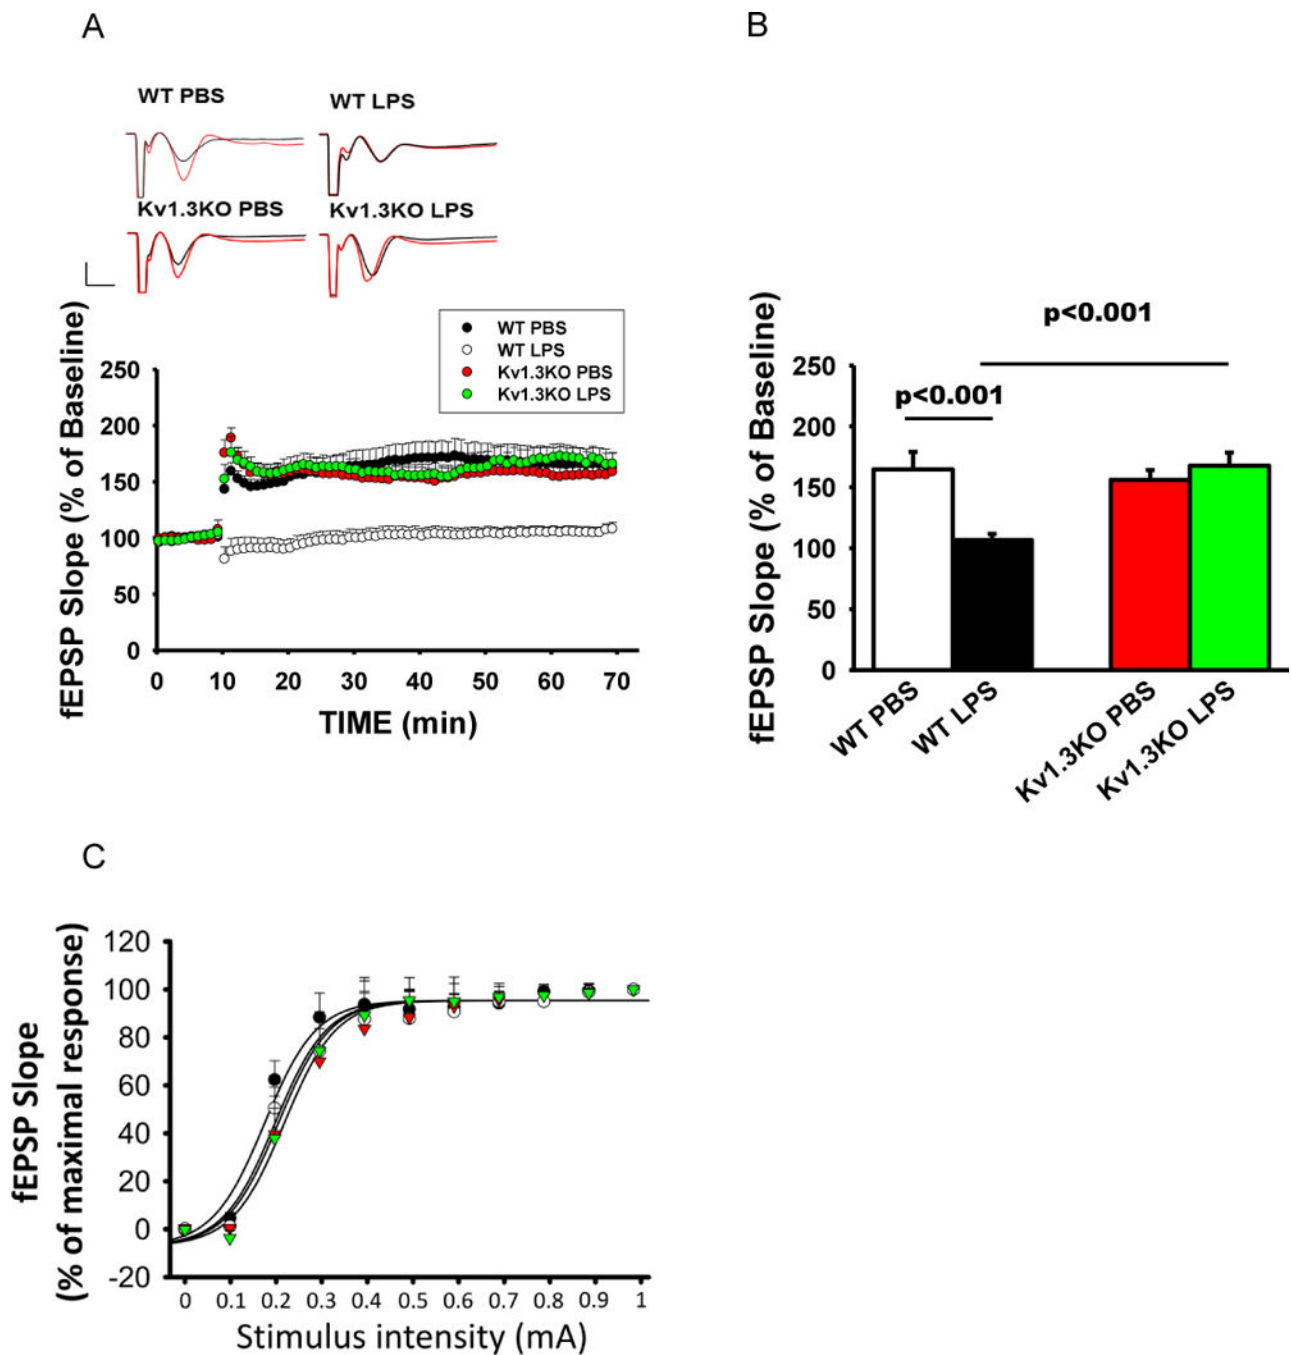 A
WT PBS
WT LPS
Kv1.3KO PBS
Kv1.3KO LPS
WT PBS
WT LPS
Kv1.3KO PBS
Kv1.3KO LPS
fEPSP Slope (% of Baseline)
250
200
150
100
50
0
0 10 20 30 40 50 60 70
TIME (min)
B
p<0.001
p<0.001
fEPSP Slope (% of Baseline)
250
200
150
100
50
0
WT PBS
WT LPS
Kv1.3KO PBS
Kv1.3KO LPS
C
fEPSP Slope
(% of maximal response)
120
100
80
60
40
20
0
-20
0 0.1 0.2 0.3 0.4 0.5 0.6 0.7 0.8 0.9 1
Stimulus intensity (mA)